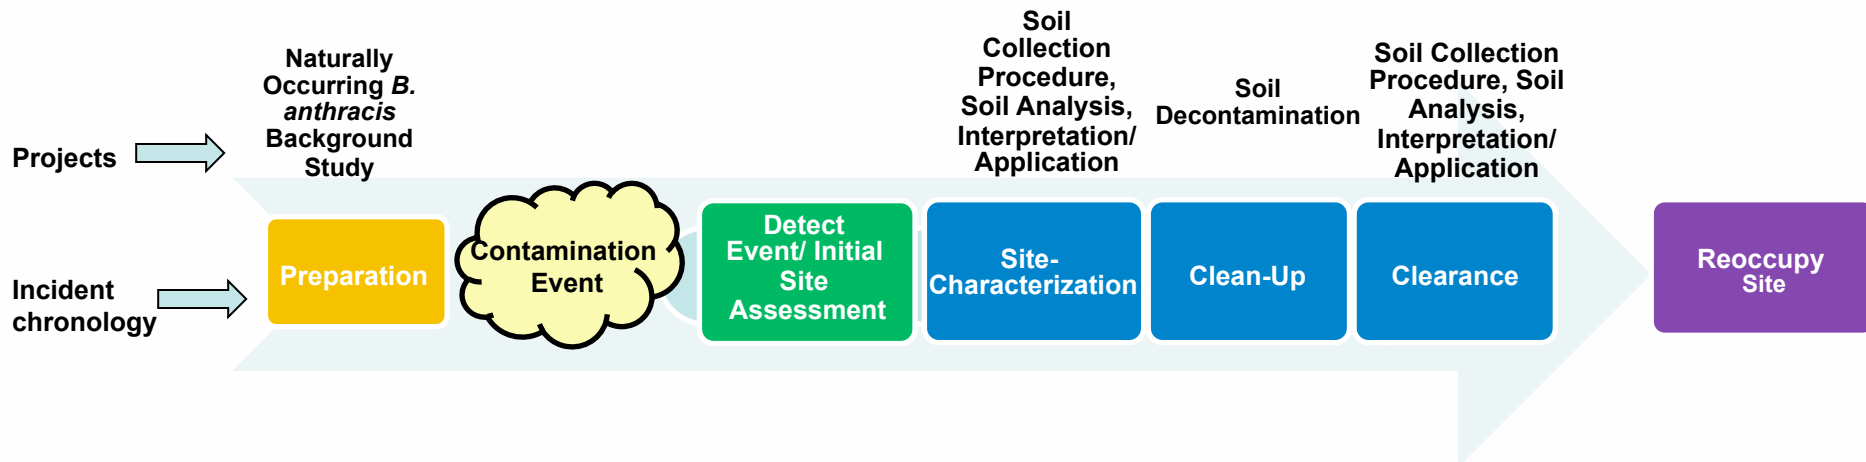 Projects
Naturally
Occurring B.
anthracis
Background
Study
Soil
Collection
Procedure,
Soil Analysis,
Interpretation/
Application
Soil
Decontamination
Soil Collection
Procedure, Soil
Analysis,
Interpretation/
Application
Incident
chronology
Preparation
Contamination
Event
Detect
Event/ Initial
Site
Assessment
Site-
Characterization
Clean-Up
Clearance
Reoccupy
Site